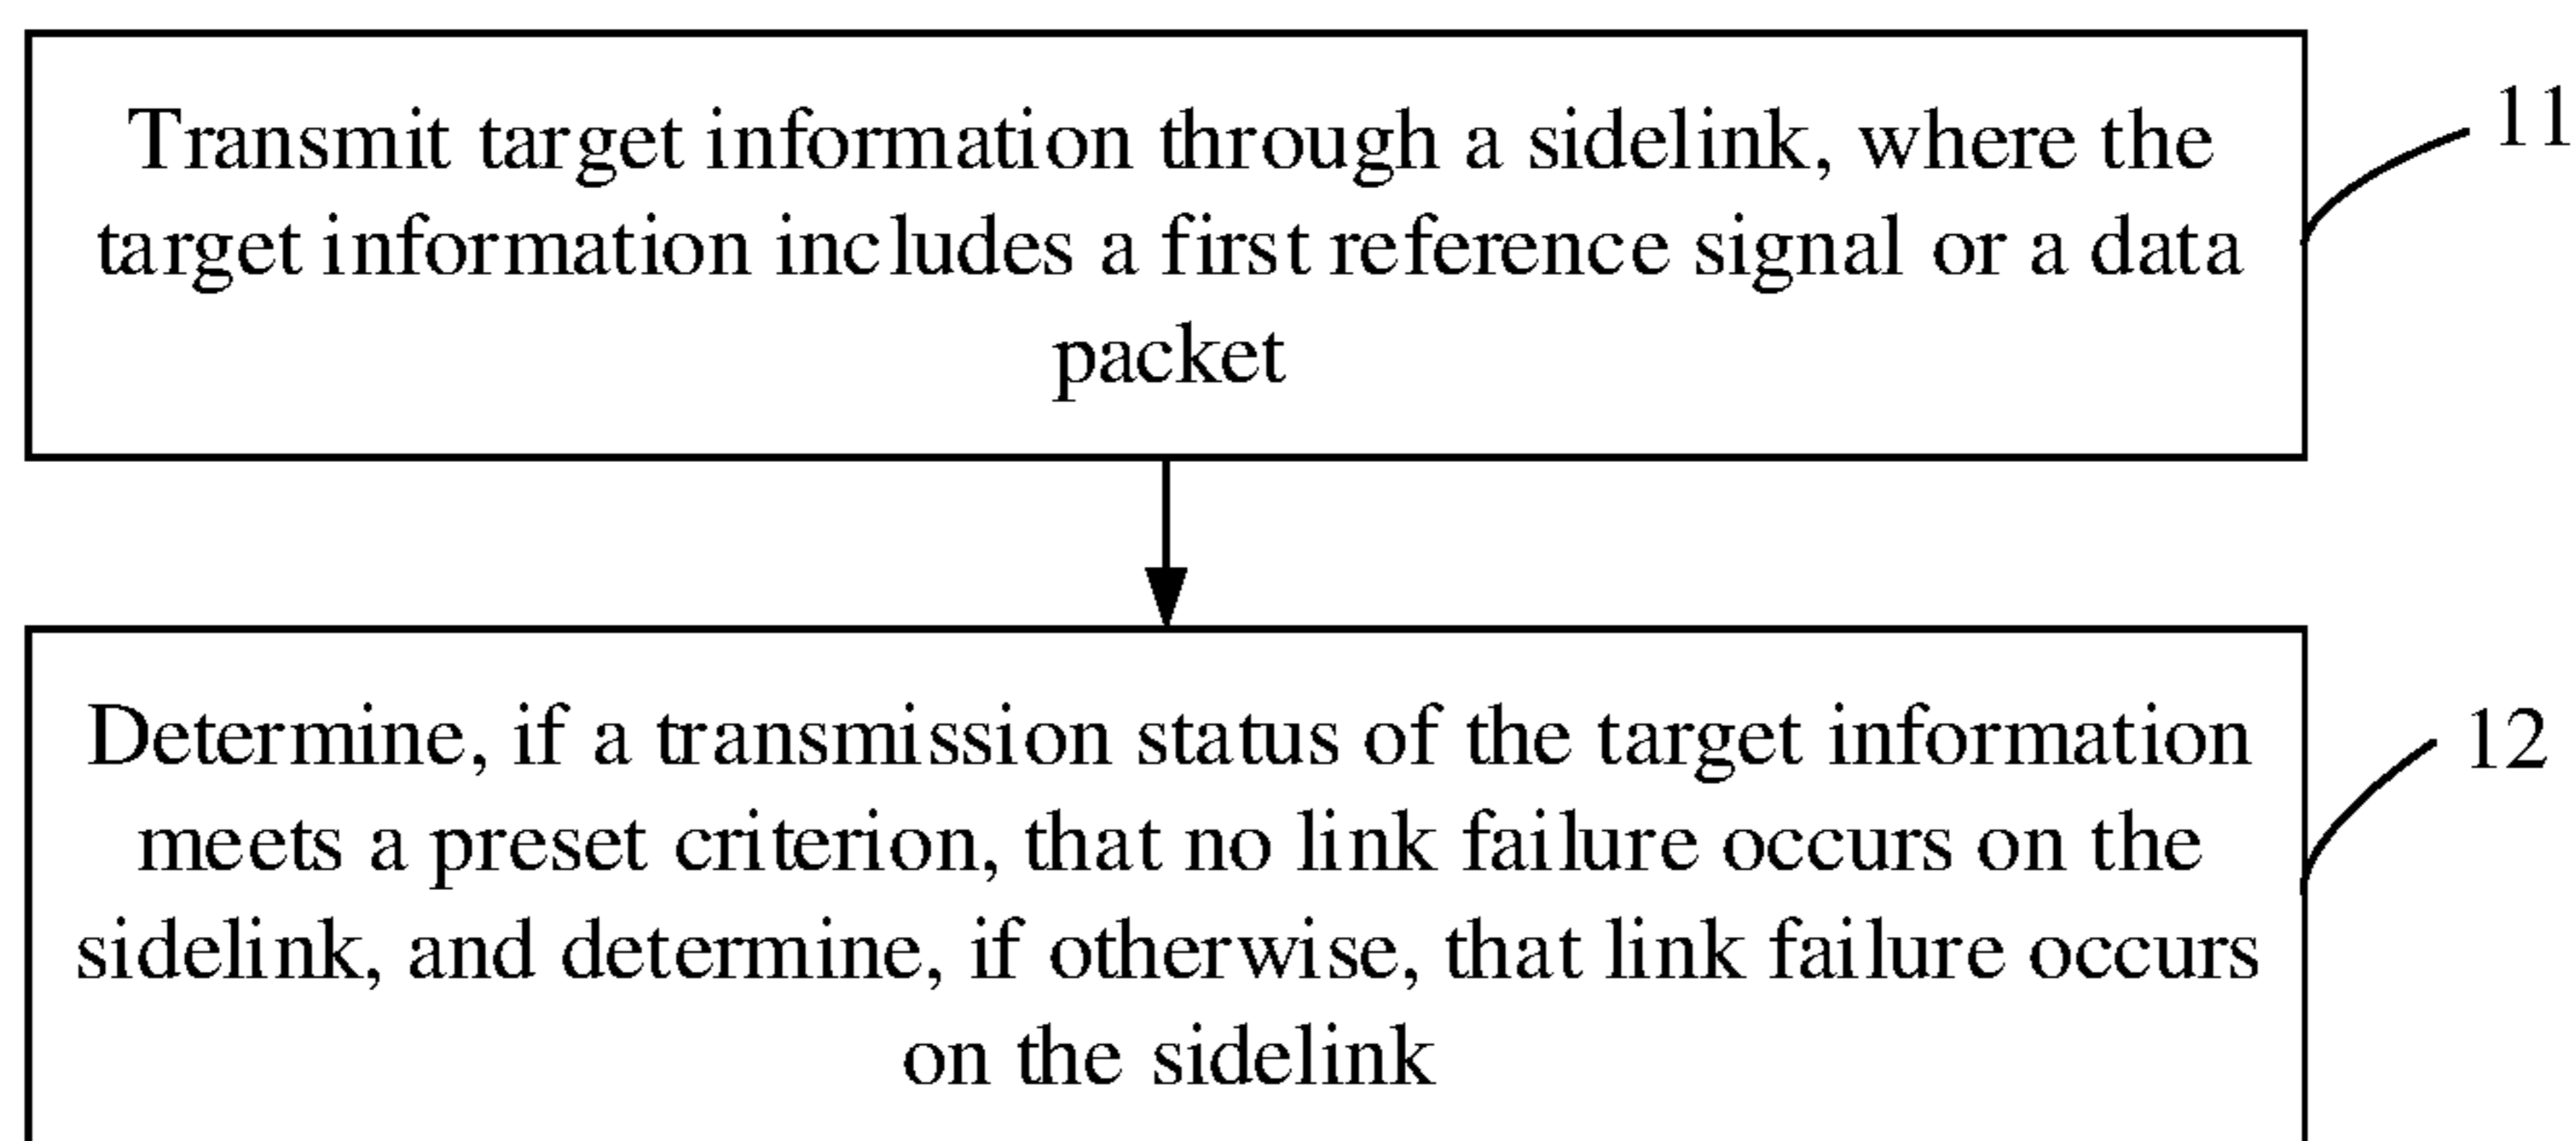 Transmit target information through a sidelink, where the
target information includes a first reference signal or a data
packet
11
Determine, if a transmission status of the target information
meets a preset criterion, that no link failure occurs on the
sidelink, and determine, if otherwise, that link failure occurs
on the sidelink
12